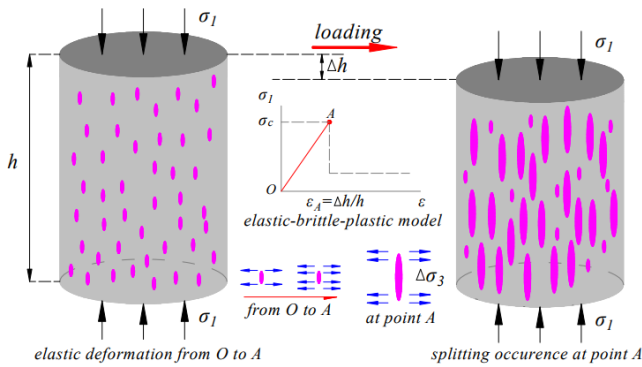 σ1
loading
σ1
Δh
h
σ1
A
σc
O
εA=Δh/h
ε
elastic-brittle-plastic model
Δσ3
from O to A
at point A
σ1
σ1
elastic deformation from O to A
splitting occurence at point A